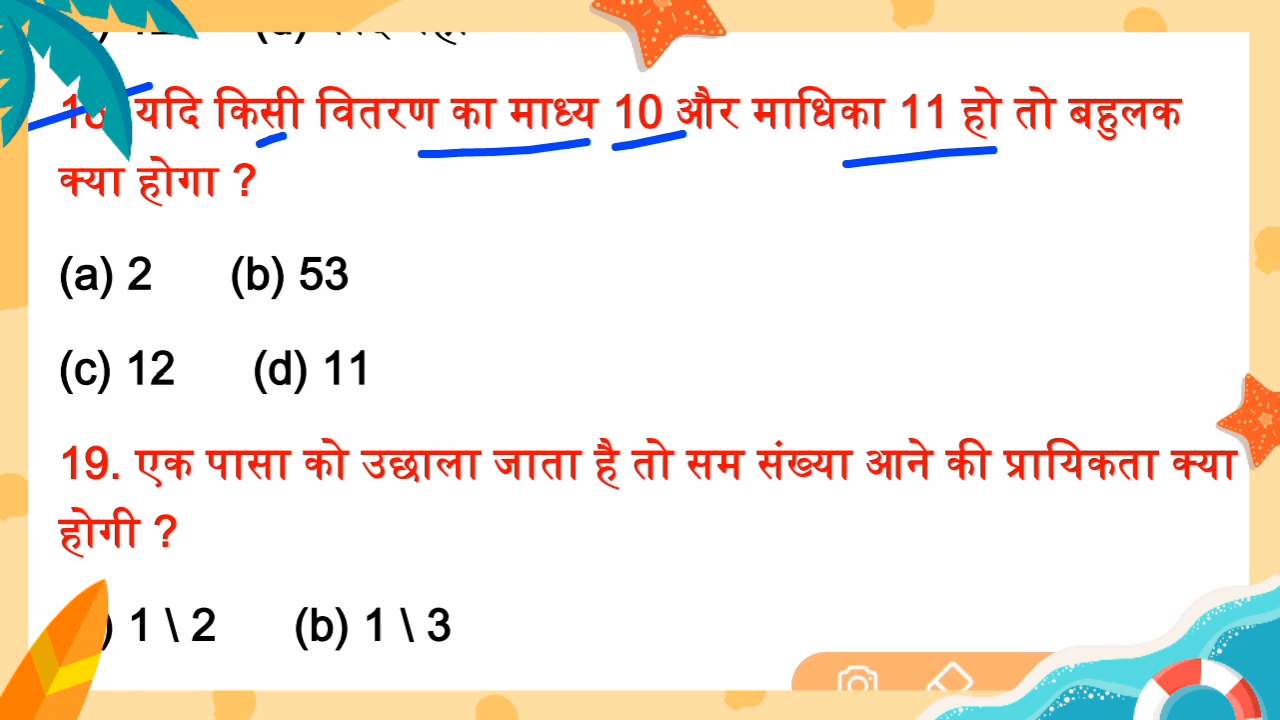 यदि किसी वितरण का माध्य 10 और माधिका 11 हो तो बहुलक
क्या होगा ?
(a) 2 (b) 53
(c) 12 (d) 11
19. एक पासा को उछाला जाता है तो सम संख्या आने की प्रायिकता क्या
होगी ?
) 1 \ 2 (b) 1 \ 3